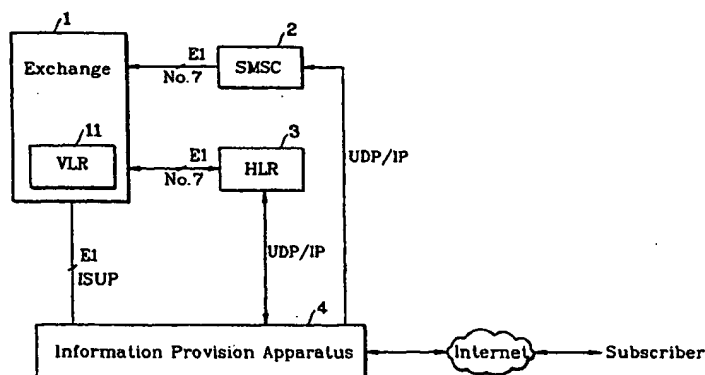 1
Exchange
E1
No.7
2
SMSC
11
VLR
E1
No.7
3
HLR
UDP/IP
E1
ISUP
UDP/IP
4
Information Provision Apparatus
Internet
Subscriber